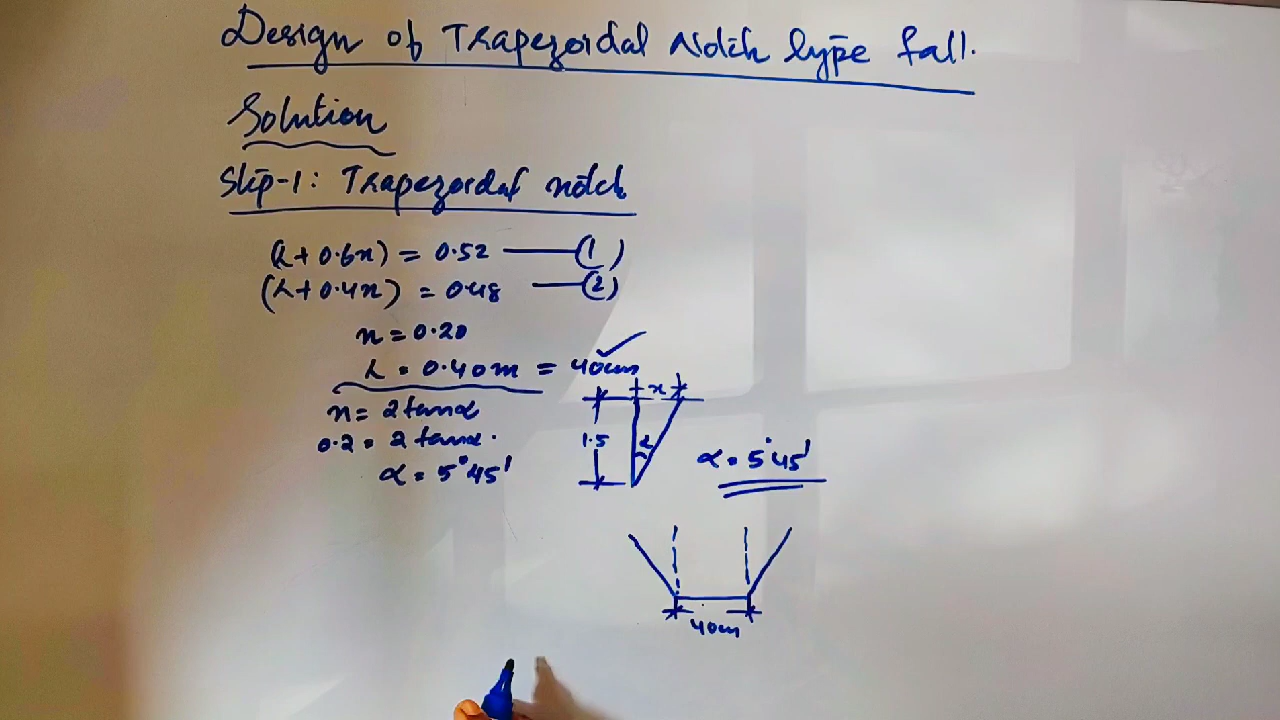 Design of Trapezoidal Notch type fall.
Solution
Step-1: Trapezoidal notch
(L+0.6n) = 0.52 ——(1)
(L+0.4n) = 0.48 ——(2)
n = 0.20
L = 0.40m = 40cm ✓
n = 2 tanα
0.2 = 2 tanα.
α = 5°45'
n
1.5
α
α = 5°45'
40cm